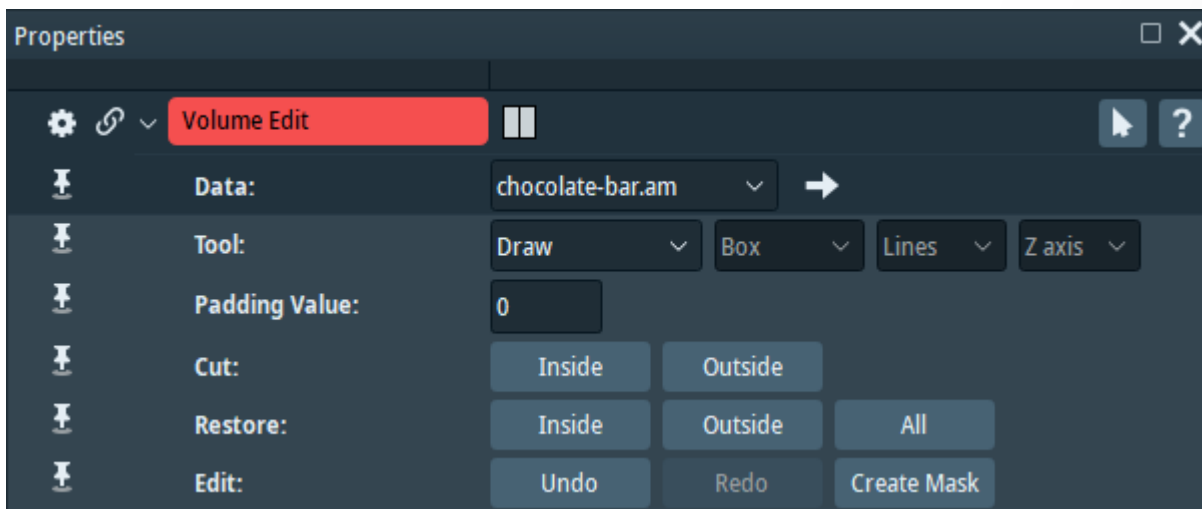 Properties
Volume Edit ?
Data: chocolate-bar.am
Tool: Draw Box Lines Z axis
Padding Value: 0
Cut: Inside Outside
Restore: Inside Outside All
Edit: Undo Redo Create Mask